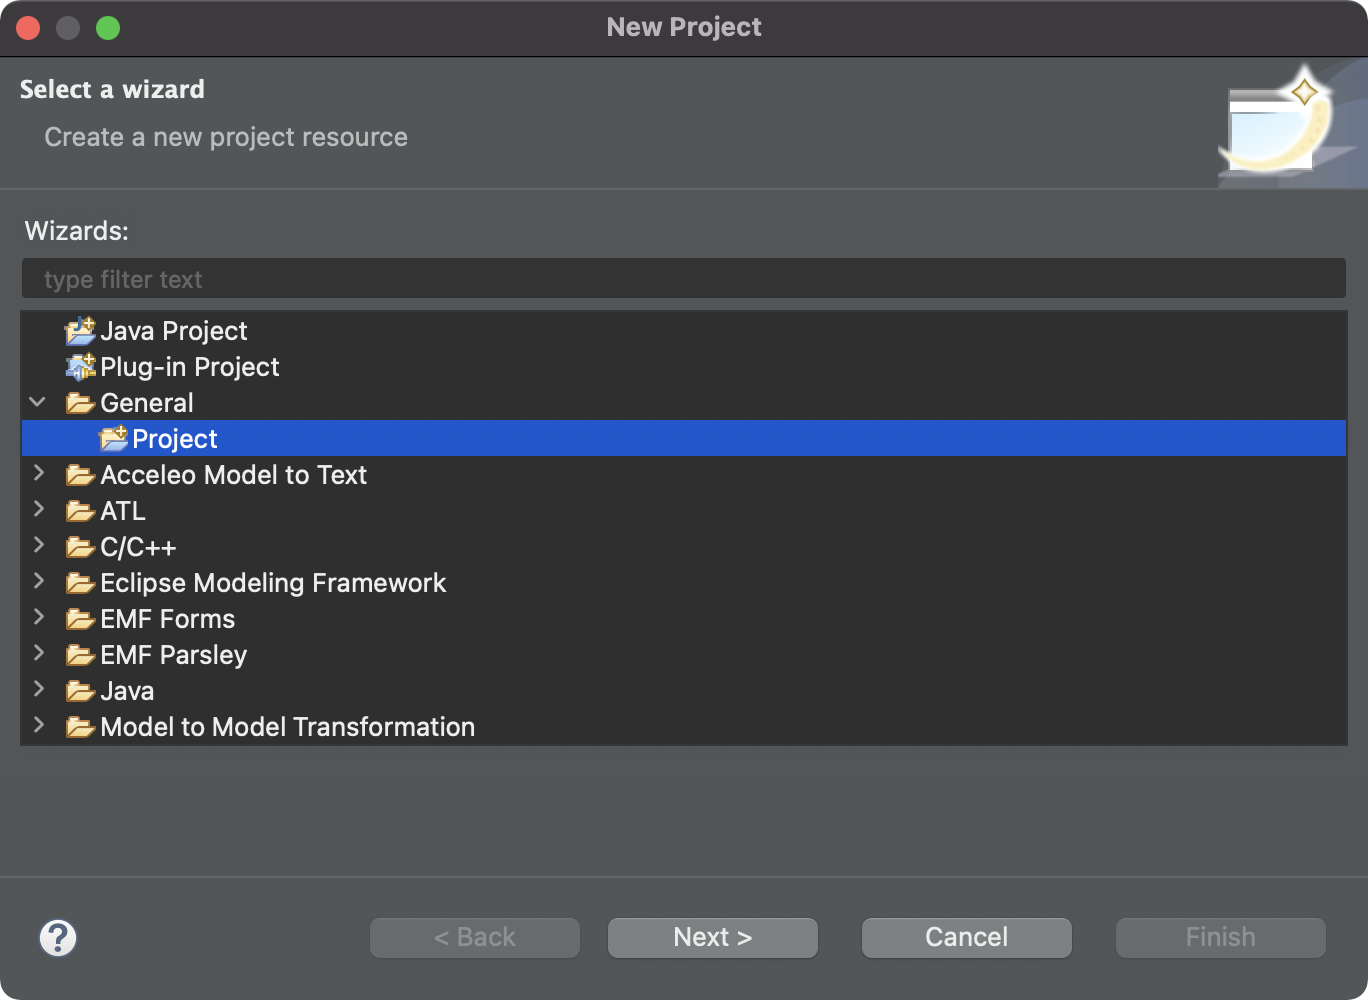 New Project
Select a wizard
Create a new project resource
Wizards:
type filter text
Java Project
Plug-in Project
General
Project
Acceleo Model to Text
ATL
C/C++
Eclipse Modeling Framework
EMF Forms
EMF Parsley
Java
Model to Model Transformation
?
< Back
Next >
Cancel
Finish